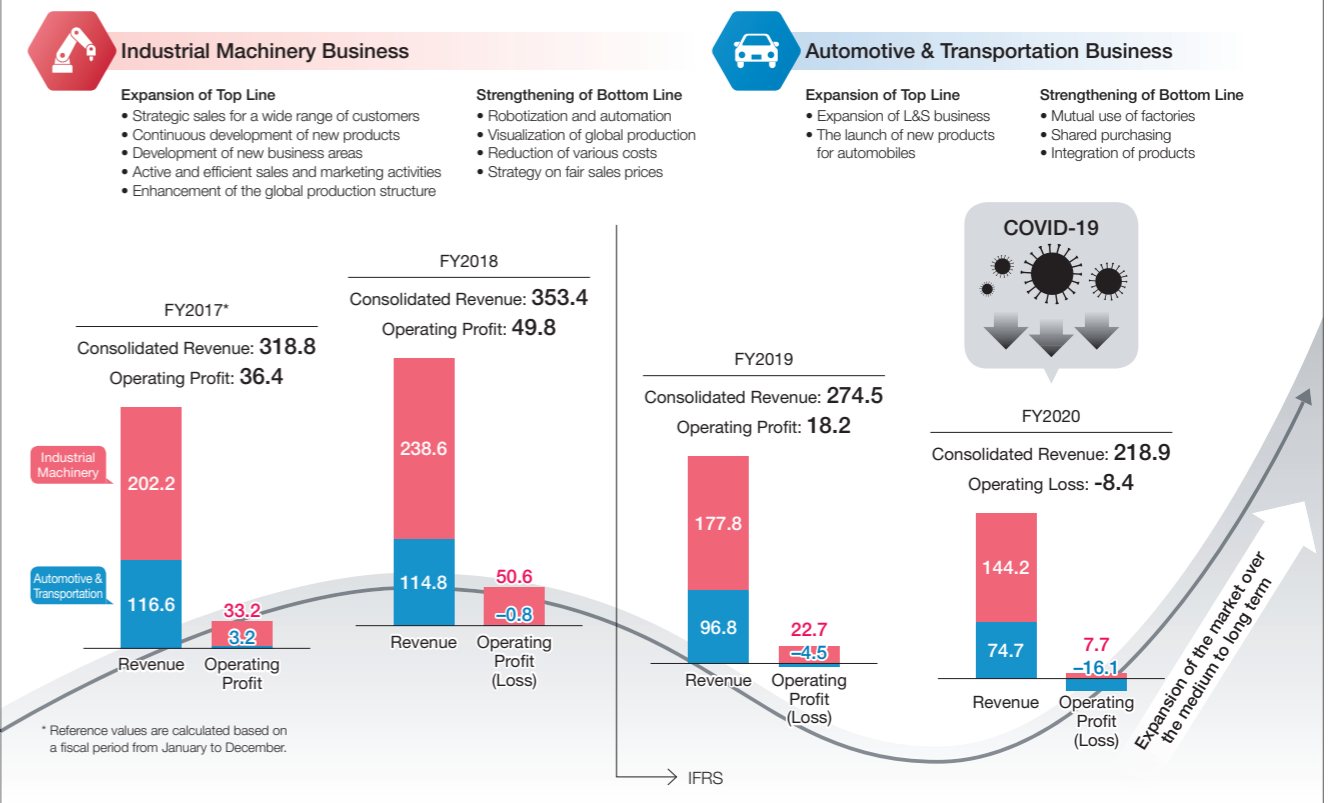 Industrial Machinery Business
Expansion of Top Line
• Strategic sales for a wide range of customers
• Continuous development of new products
• Development of new business areas
• Active and efficient sales and marketing activities
• Enhancement of the global production structure
Strengthening of Bottom Line
• Robotization and automation
• Visualization of global production
• Reduction of various costs
• Strategy on fair sales prices
Automotive & Transportation Business
Expansion of Top Line
• Expansion of L&S business
• The launch of new products
for automobiles
Strengthening of Bottom Line
• Mutual use of factories
• Shared purchasing
• Integration of products
FY2017*
Consolidated Revenue: 318.8
Operating Profit: 36.4
Industrial
Machinery
202.2
Automotive &
Transportation
116.6
33.2
3.2
Revenue
Operating
Profit
* Reference values are calculated based on
a fiscal period from January to December.
FY2018
Consolidated Revenue: 353.4
Operating Profit: 49.8
238.6
114.8
50.6
–0.8
Revenue
Operating
Profit
(Loss)
IFRS
FY2019
Consolidated Revenue: 274.5
Operating Profit: 18.2
177.8
96.8
22.7
–4.5
Revenue
Operating
Profit
(Loss)
COVID-19
FY2020
Consolidated Revenue: 218.9
Operating Loss: -8.4
144.2
74.7
7.7
–16.1
Revenue
Operating
Profit
(Loss)
Expansion of the market over
the medium to long term